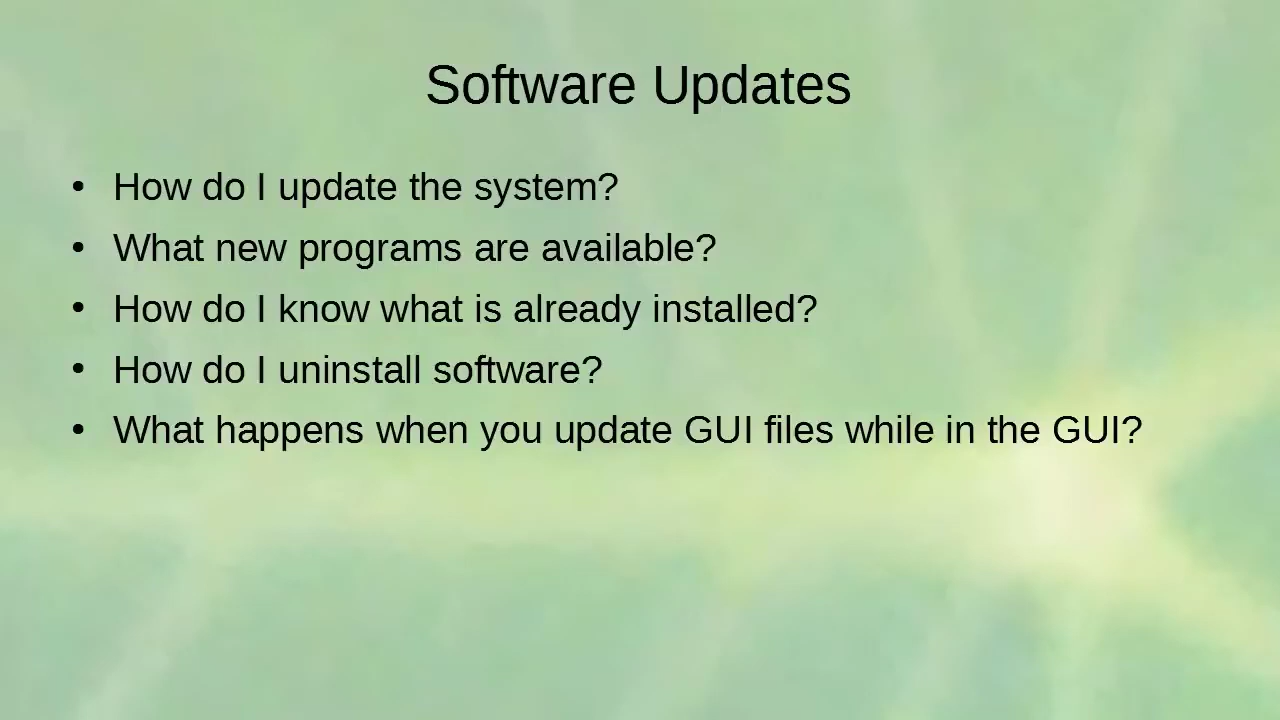 Software Updates
• How do I update the system?
• What new programs are available?
• How do I know what is already installed?
• How do I uninstall software?
• What happens when you update GUI files while in the GUI?